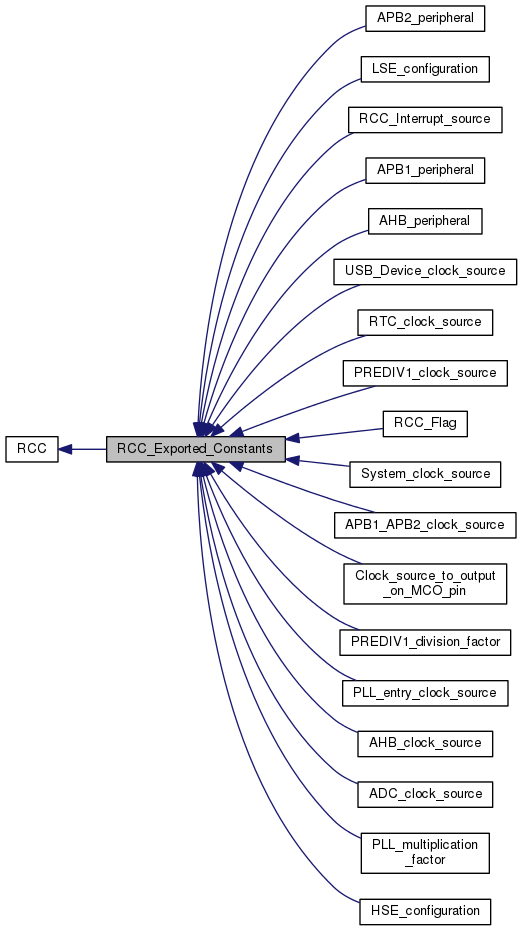 APB2_peripheral
LSE_configuration
RCC_Interrupt_source
APB1_peripheral
AHB_peripheral
USB_Device_clock_source
RTC_clock_source
PREDIV1_clock_source
RCC_Flag
RCC
RCC_Exported_Constants
System_clock_source
APB1_APB2_clock_source
Clock_source_to_output
_on_MCO_pin
PREDIV1_division_factor
PLL_entry_clock_source
AHB_clock_source
ADC_clock_source
PLL_multiplication
_factor
HSE_configuration